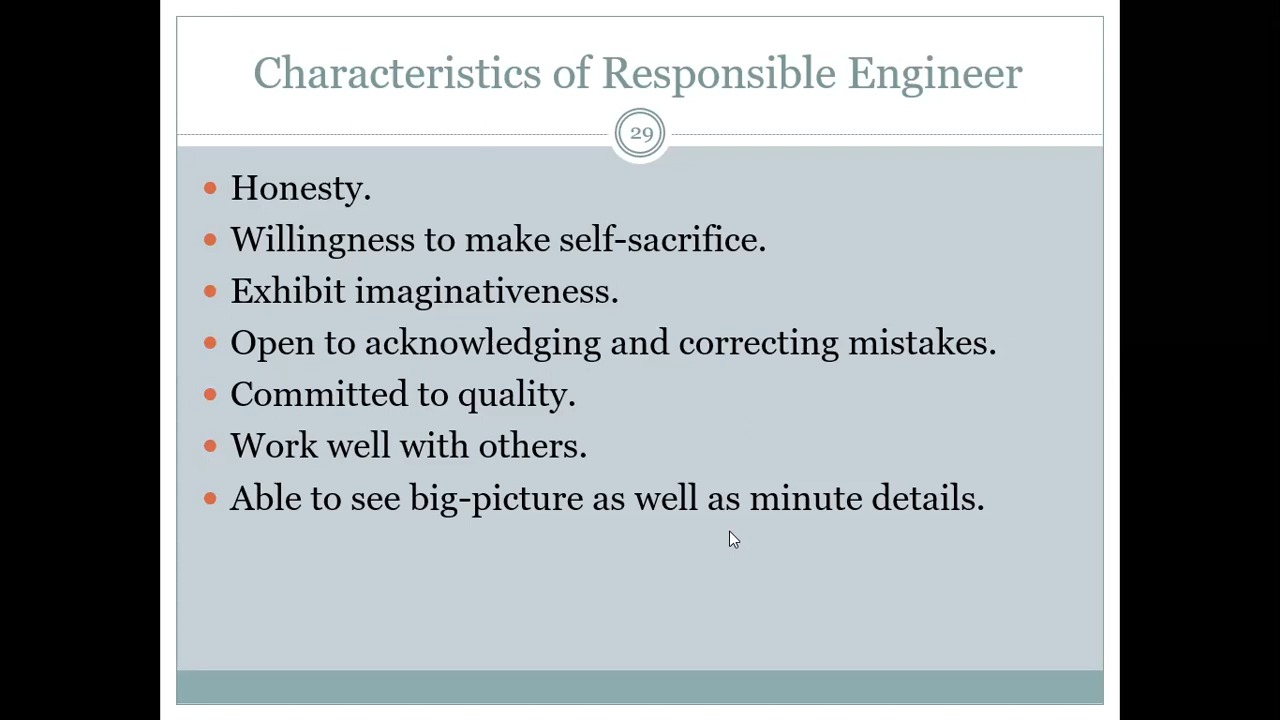 Characteristics of Responsible Engineer
29
Honesty.
Willingness to make self-sacrifice.
Exhibit imaginativeness.
Open to acknowledging and correcting mistakes.
Committed to quality.
Work well with others.
Able to see big-picture as well as minute details.